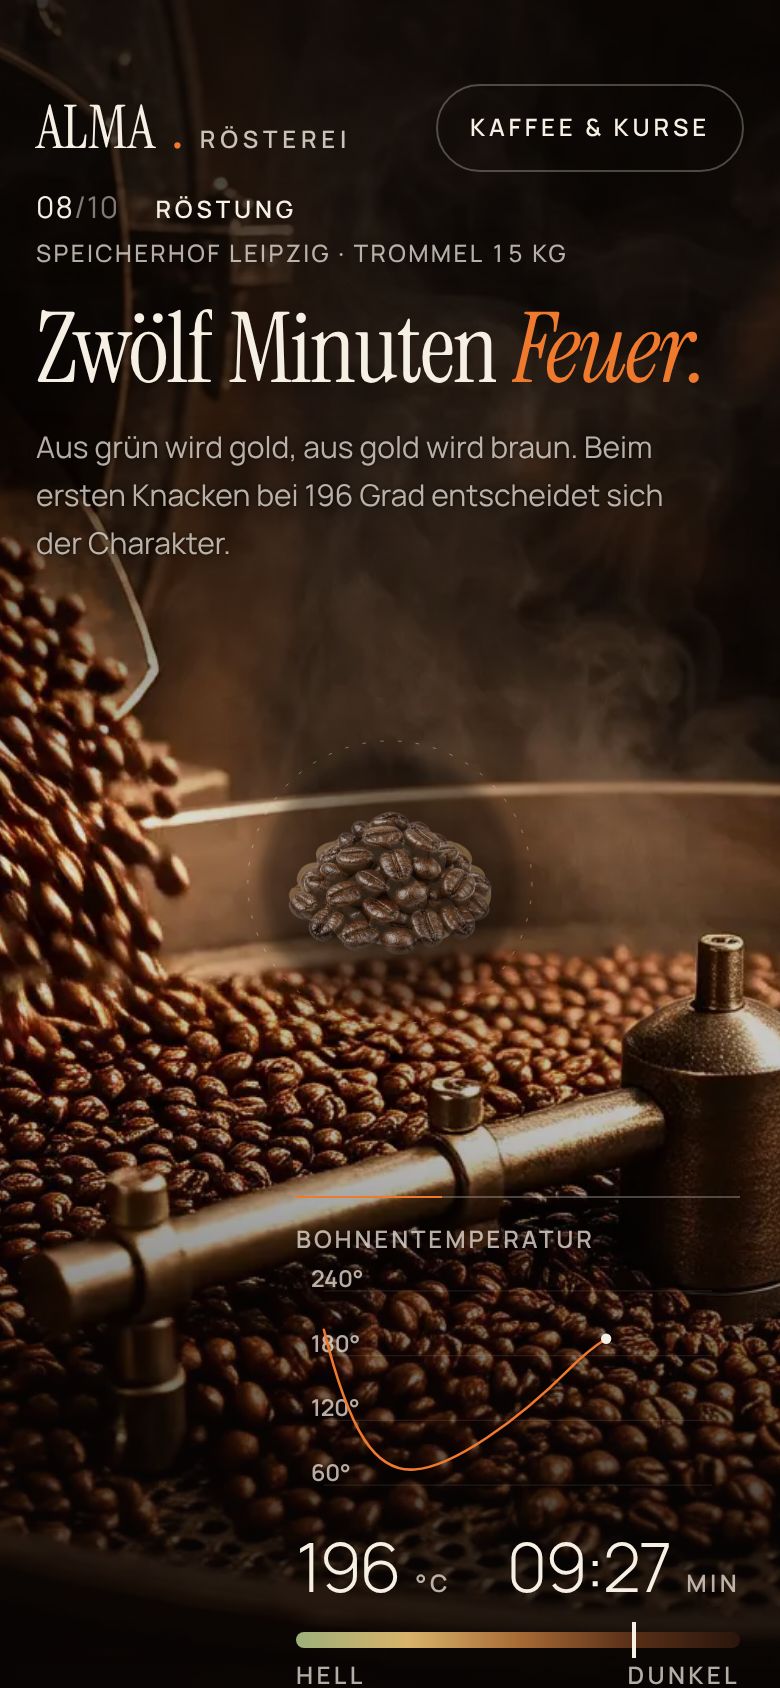 ALMA . RÖSTEREI
KAFFEE & KURSE
08/10 RÖSTUNG
SPEICHERHOF LEIPZIG · TROMMEL 15 KG
Zwölf Minuten Feuer.
Aus grün wird gold, aus gold wird braun. Beim
ersten Knacken bei 196 Grad entscheidet sich
der Charakter.
BOHNENTEMPERATUR
240°
180°
120°
60°
196 °C 09:27 MIN
HELL DUNKEL